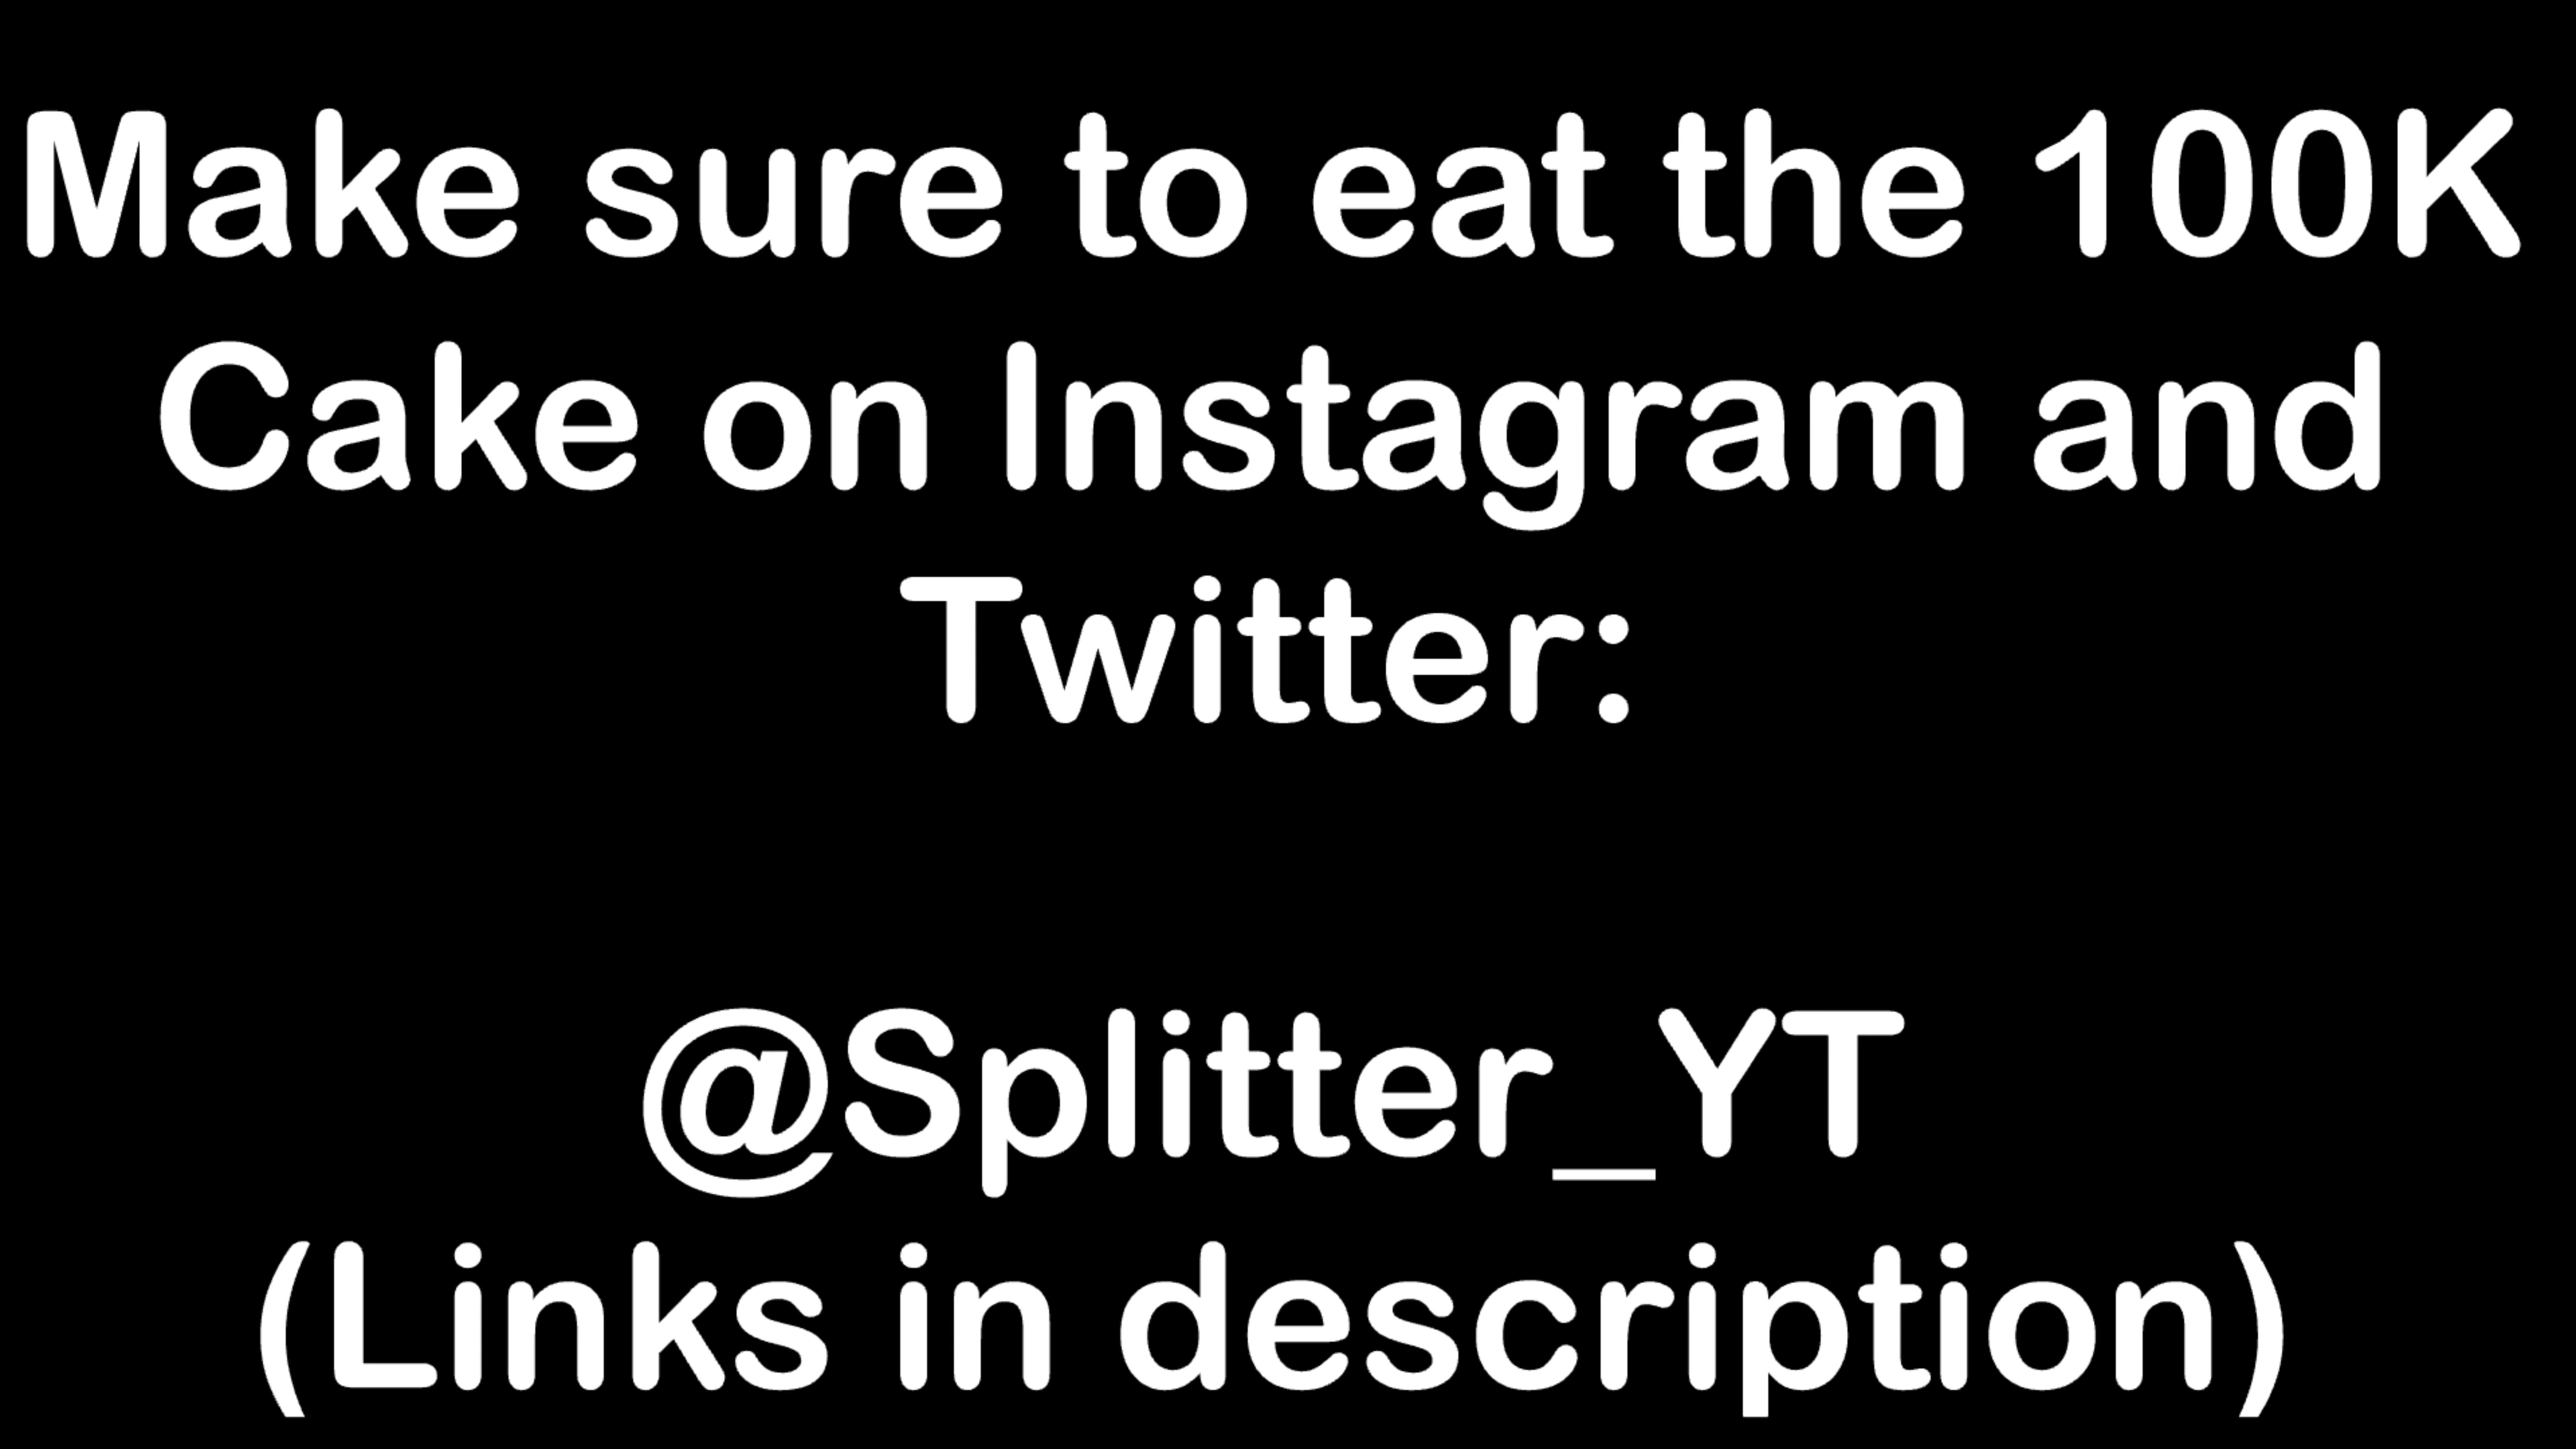 Make sure to eat the 100K
Cake on Instagram and
Twitter:
@Splitter_YT
(Links in description)